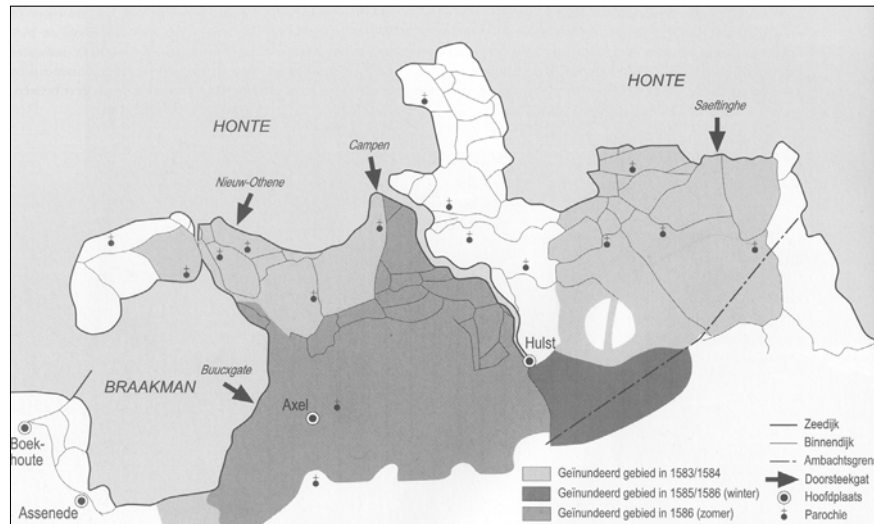 HONTE
Saeftinghe
HONTE
Campen
Nieuw-Othene
Hulst
Buucxgate
BRAAKMAN
Axel
Boek-
houte
Assenede
Geïnundeerd gebied in 1583/1584
Geïnundeerd gebied in 1585/1586 (winter)
Geïnundeerd gebied in 1586 (zomer)
Zeedijk
Binnendijk
Ambachtsgrens
Doorsteekgat
Hoofdplaats
Parochie